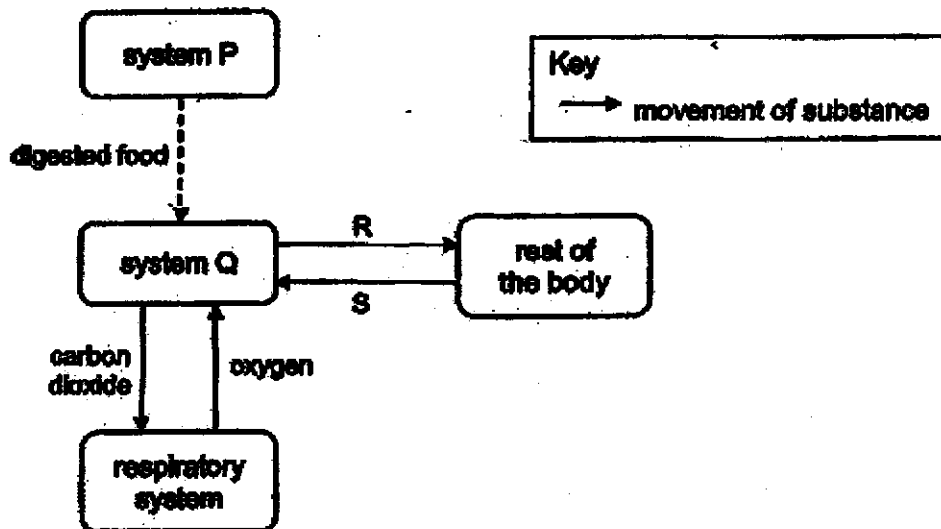 system P
Key
movement of substance
digested food
system Q
R
S
rest of
the body
carbon
dioxide
oxygen
respiratory
system